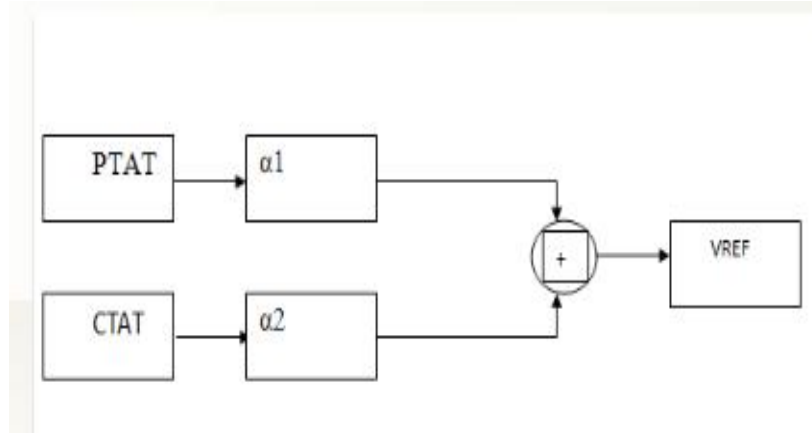 PTAT
α1
+
VREF
CTAT
α2